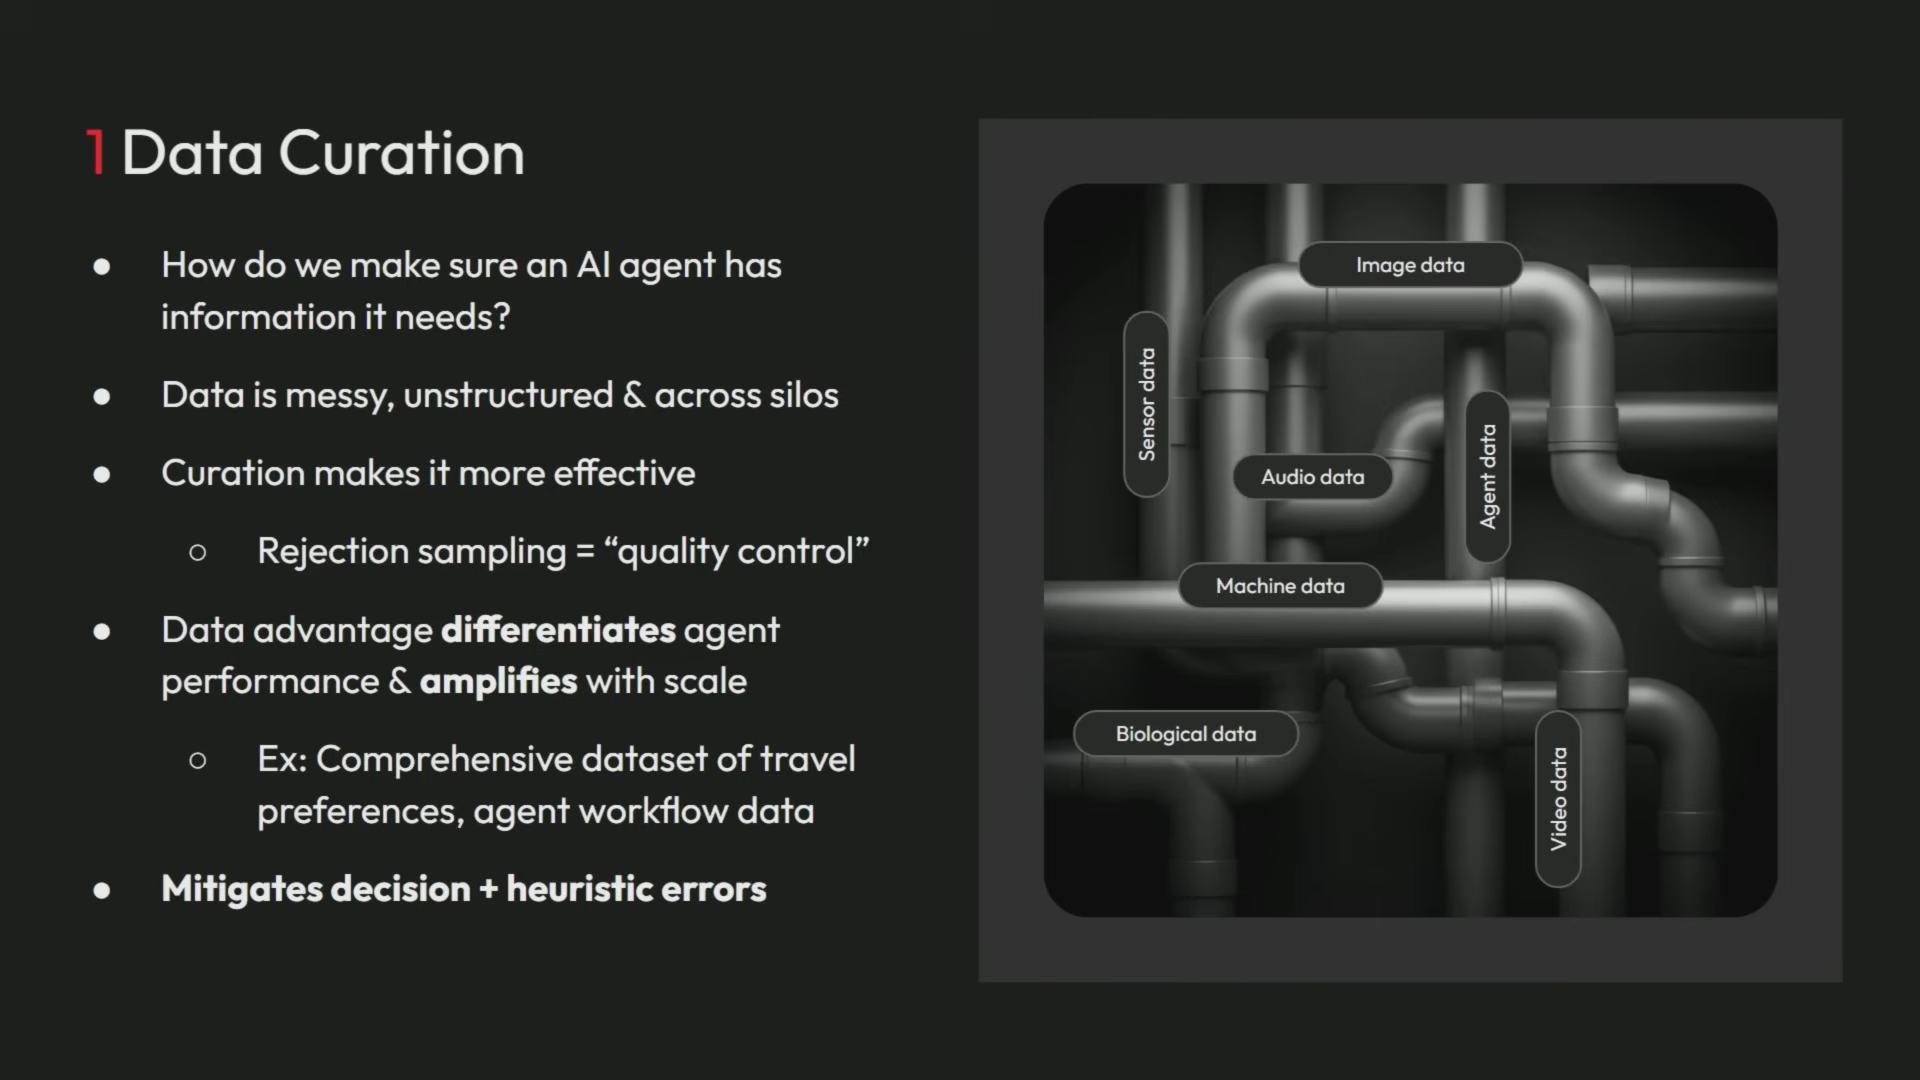 1 Data Curation
● How do we make sure an AI agent has
information it needs?
● Data is messy, unstructured & across silos
● Curation makes it more effective
○ Rejection sampling = “quality control”
● Data advantage differentiates agent
performance & amplifies with scale
○ Ex: Comprehensive dataset of travel
preferences, agent workflow data
● Mitigates decision + heuristic errors
Image data
Sensor data
Audio data
Agent data
Machine data
Biological data
Video data